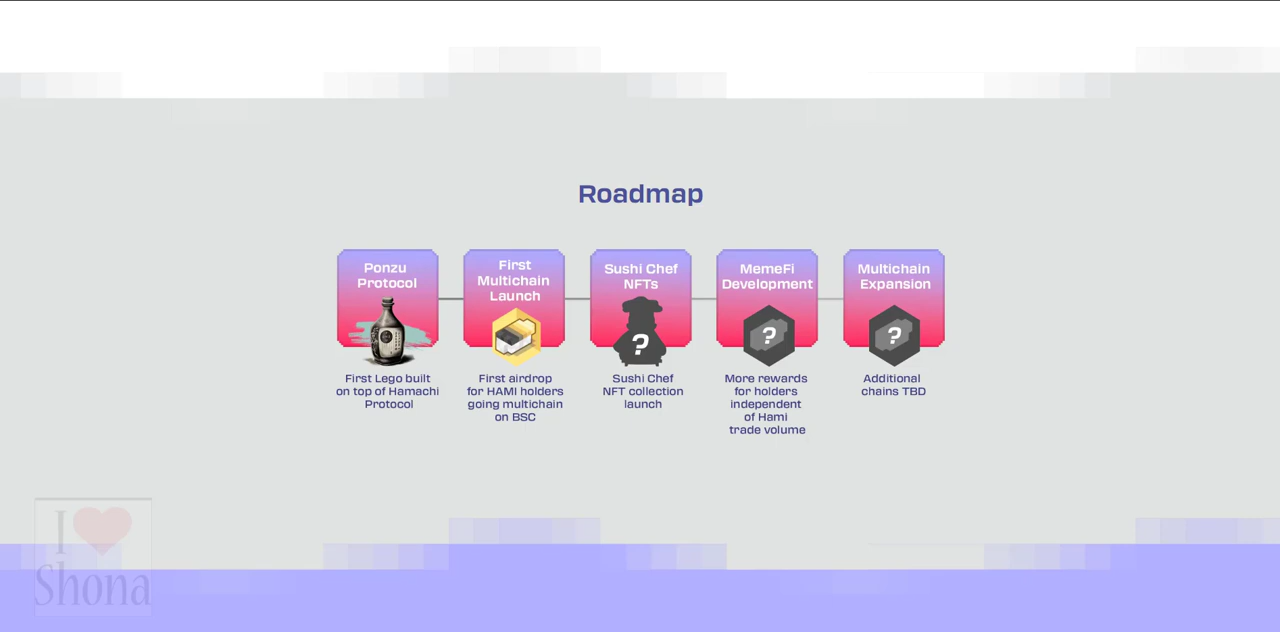 Roadmap
Ponzu
Protocol
First
Multichain
Launch
Sushi Chef
NFTs
MemeFi
Development
Multichain
Expansion
?
?
?
First Lego built
on top of Hamachi
Protocol
First airdrop
for HAMI holders
going multichain
on BSC
Sushi Chef
NFT collection
launch
More rewards
for holders
independent
of Hami
trade volume
Additional
chains TBD
I
Shona